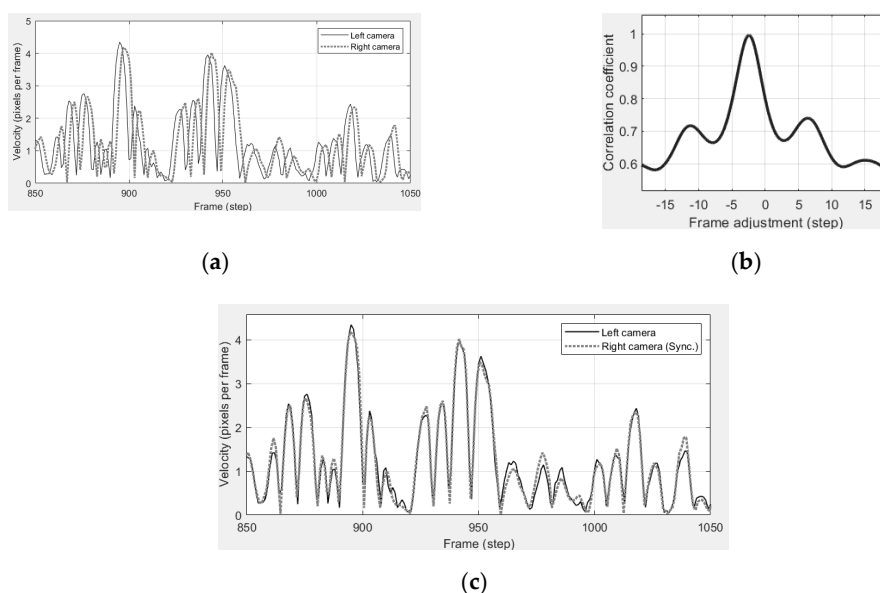 5
4
3
2
1
0
850
900
950
1000
1050
Velocity (pixels per frame)
Frame (step)
Left camera
Right camera
(a)
1
0.9
0.8
0.7
0.6
-15
-10
-5
0
5
10
15
Correlation coefficient
Frame adjustment (step)
(b)
4
3
2
1
0
850
900
950
1000
1050
Velocity (pixels per frame)
Frame (step)
Left camera
Right camera (Sync.)
(c)